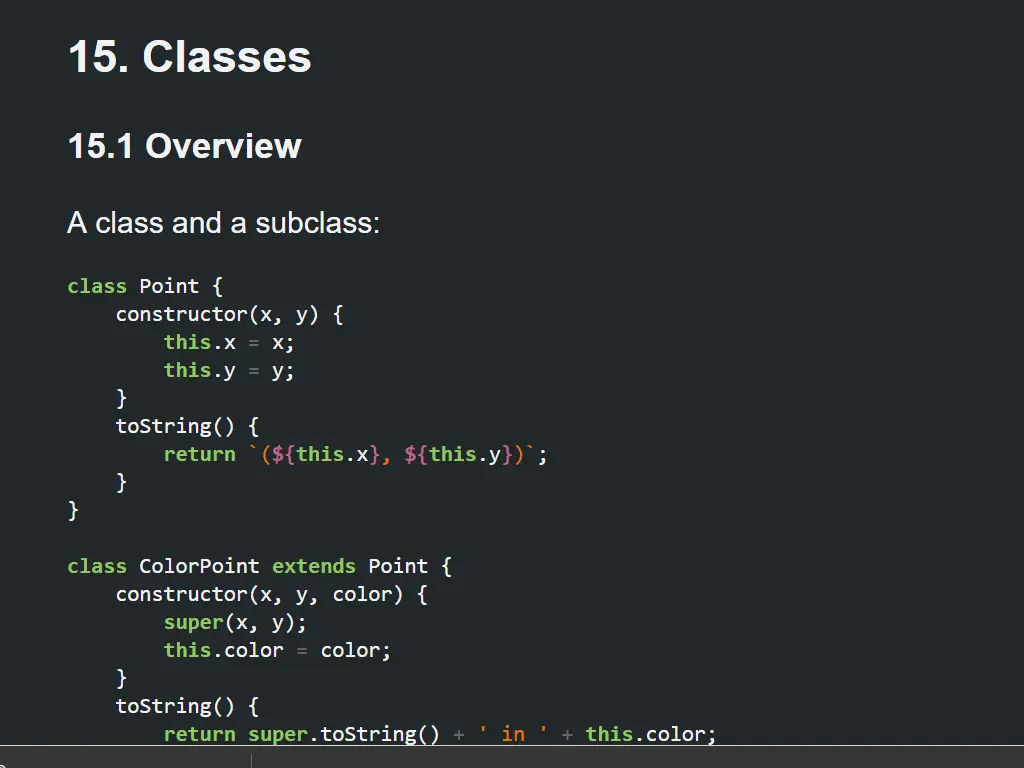 15. Classes
15.1 Overview
A class and a subclass:
class Point {
    constructor(x, y) {
        this.x = x;
        this.y = y;
    }
    toString() {
        return `(${this.x}, ${this.y})`;
    }
}
class ColorPoint extends Point {
    constructor(x, y, color) {
        super(x, y);
        this.color = color;
    }
    toString() {
        return super.toString() + ' in ' + this.color;